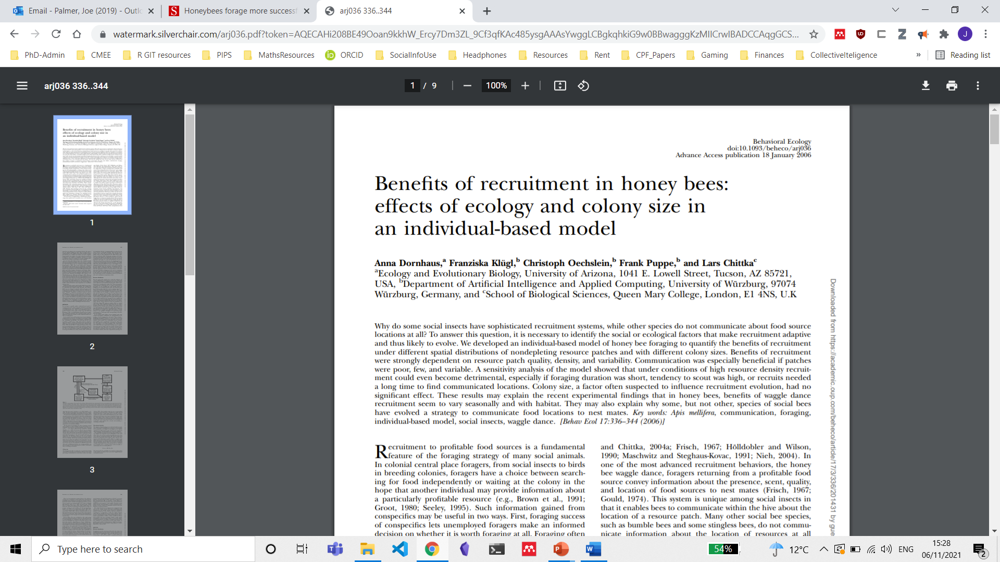 Email - Palmer, Joe (2019) - Outlo
Honeybees forage more successf
arj036 336..344
watermark.silverchair.com/arj036.pdf?token=AQECAHi208BE49Ooan9kkhW_Ercy7Dm3ZL_9Cf3qfKAc485ysgAAAsYwggLCBgkqhkiG9w0BBwagggKzMIICrwIBADCCAqgGCS...
J
PhD-Admin
CMEE
R GIT resources
PIPS
MathsResources
iD ORCID
SocialInfoUse
Headphones
Resources
Rent
CPF_Papers
Gaming
Finances
CollectiveIteligence
»
Reading list
arj036 336..344
1 / 9
100%
1
2
3
Behavioral Ecology
doi:10.1093/beheco/arj036
Advance Access publication 18 January 2006
Benefits of recruitment in honey bees:
effects of ecology and colony size in
an individual-based model
Anna Dornhaus,a Franziska Klügl,b Christoph Oechslein,b Frank Puppe,b and Lars Chittkac
aEcology and Evolutionary Biology, University of Arizona, 1041 E. Lowell Street, Tucson, AZ 85721,
USA, bDepartment of Artificial Intelligence and Applied Computing, University of Würzburg, 97074
Würzburg, Germany, and cSchool of Biological Sciences, Queen Mary College, London, E1 4NS, U.K
Why do some social insects have sophisticated recruitment systems, while other species do not communicate about food source
locations at all? To answer this question, it is necessary to identify the social or ecological factors that make recruitment adaptive
and thus likely to evolve. We developed an individual-based model of honey bee foraging to quantify the benefits of recruitment
under different spatial distributions of nondepleting resource patches and with different colony sizes. Benefits of recruitment
were strongly dependent on resource patch quality, density, and variability. Communication was especially beneficial if patches
were poor, few, and variable. A sensitivity analysis of the model showed that under conditions of high resource density recruit-
ment could even become detrimental, especially if foraging duration was short, tendency to scout was high, or recruits needed
a long time to find communicated locations. Colony size, a factor often suspected to influence recruitment evolution, had no
significant effect. These results may explain the recent experimental findings that in honey bees, benefits of waggle dance
recruitment seem to vary seasonally and with habitat. They may also explain why some, but not other, species of social bees
have evolved a strategy to communicate food locations to nest mates. Key words: Apis mellifera, communication, foraging,
individual-based model, social insects, waggle dance. [Behav Ecol 17:336–344 (2006)]
Recruitment to profitable food sources is a fundamental
feature of the foraging strategy of many social animals.
In colonial central place foragers, from social insects to birds
in breeding colonies, foragers have a choice between search-
ing for food independently or waiting at the colony in the
hope that another individual may provide information about
a particularly profitable resource (e.g., Brown et al., 1991;
Groot, 1980; Seeley, 1995). Such information gained from
conspecifics may be useful in two ways. First, foraging success
of conspecifics lets unemployed foragers make an informed
decision on whether it is worth foraging at all. Foraging often
and Chittka, 2004a; Frisch, 1967; Hölldobler and Wilson,
1990; Maschwitz and Steghaus-Kovac, 1991; Nieh, 2004). In
one of the most advanced recruitment behaviors, the honey
bee waggle dance, foragers returning from a profitable food
source convey information about the presence, scent, quality,
and location of food sources to nest mates (Frisch, 1967;
Gould, 1974). This system is unique among social insects in
that it enables bees to communicate within the hive about the
location of a resource patch. Many other social bee species,
such as bumble bees and some stingless bees, do not commu-
nicate information about the location of resources at all
Downloaded from https://academic.oup.com/beheco/article/17/3/336/201431 by gue
Type here to search
54%
12°C
ENG
15:28
06/11/2021
2